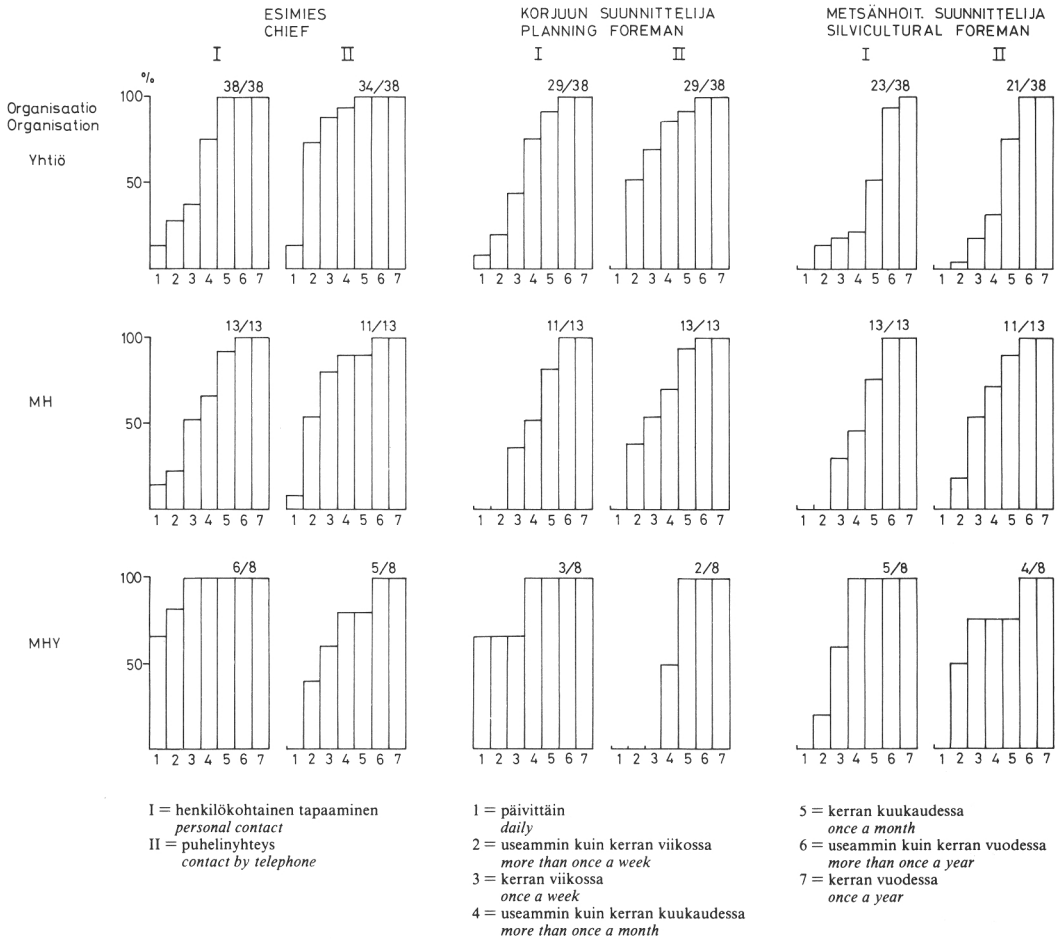 ESIMIES
CHIEF
KORJUUN SUUNNITTELIJA
PLANNING FOREMAN
METSÄNHOIT. SUUNNITTELIJA
SILVICULTURAL FOREMAN
I II I II I II
Organisaatio
Organisation
Yhtiö
%
100
50
38/38 34/38 29/38 29/38 23/38 21/38
1 2 3 4 5 6 7 1 2 3 4 5 6 7 1 2 3 4 5 6 7 1 2 3 4 5 6 7 1 2 3 4 5 6 7 1 2 3 4 5 6 7
MH
100
50
13/13 11/13 11/13 13/13 13/13 11/13
1 2 3 4 5 6 7 1 2 3 4 5 6 7 1 2 3 4 5 6 7 1 2 3 4 5 6 7 1 2 3 4 5 6 7 1 2 3 4 5 6 7
MHY
100
50
6/8 5/8 3/8 2/8 5/8 4/8
1 2 3 4 5 6 7 1 2 3 4 5 6 7 1 2 3 4 5 6 7 1 2 3 4 5 6 7 1 2 3 4 5 6 7 1 2 3 4 5 6 7
I = henkilökohtainen tapaaminen
personal contact
II = puhelinyhteys
contact by telephone
1 = päivittäin
daily
2 = useammin kuin kerran viikossa
more than once a week
3 = kerran viikossa
once a week
4 = useammin kuin kerran kuukaudessa
more than once a month
5 = kerran kuukaudessa
once a month
6 = useammin kuin kerran vuodessa
more than once a year
7 = kerran vuodessa
once a year